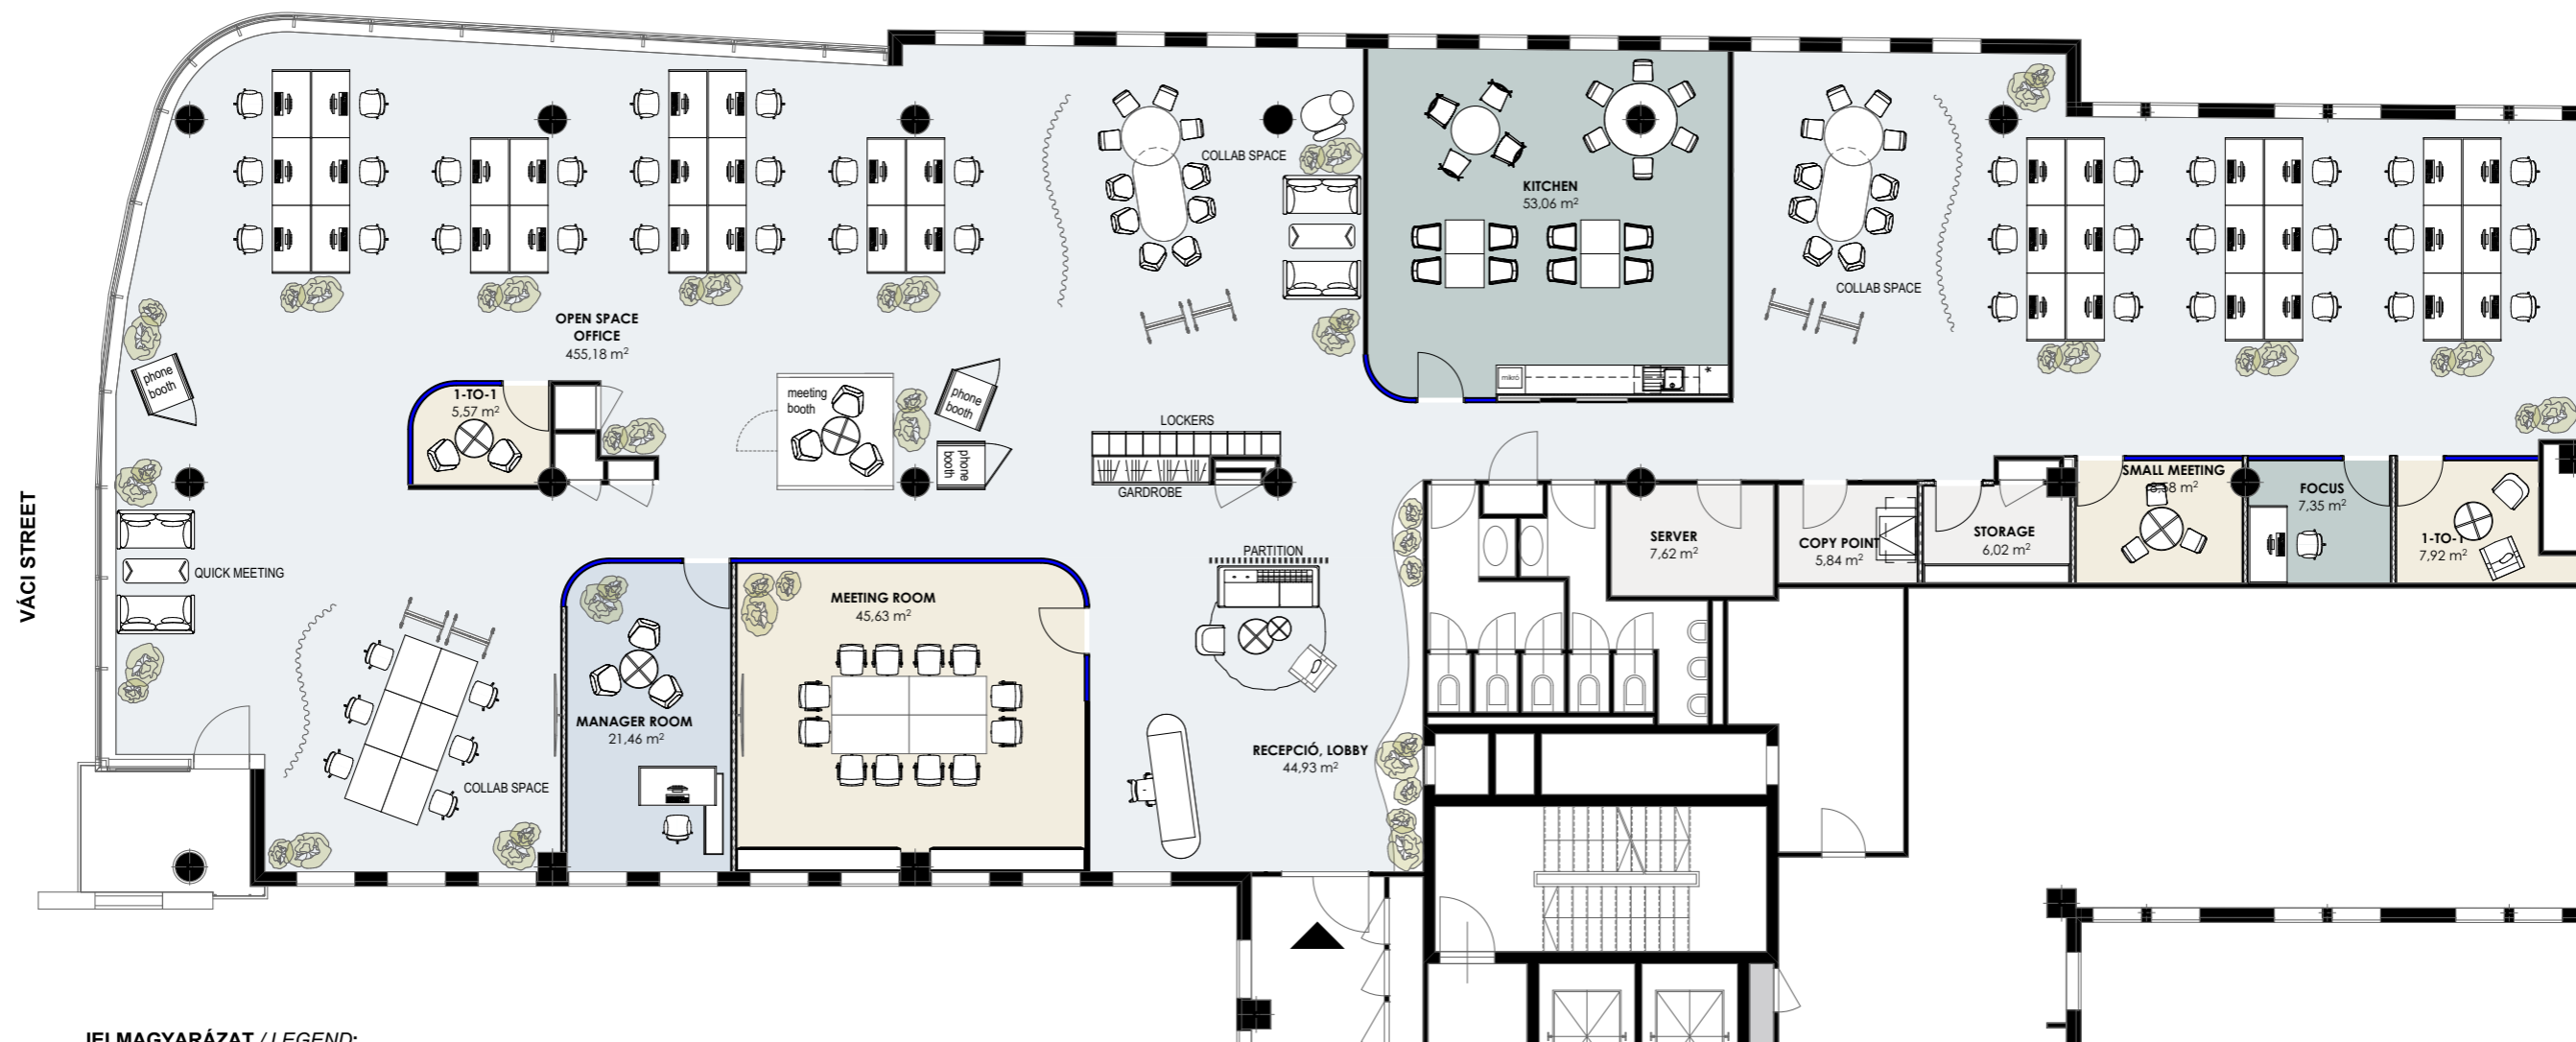 COLLAB SPACE
KITCHEN
53,06 m²
COLLAB SPACE
OPEN SPACE
OFFICE
455,18 m²
phone
booth
1-TO-1
5,57 m²
meeting
booth
phone
booth
phone
booth
mikró
*
LOCKERS
GARDROBE
VÁCI STREET
QUICK MEETING
COLLAB SPACE
MANAGER ROOM
21,46 m²
MEETING ROOM
45,63 m²
PARTITION
RECEPCIÓ, LOBBY
44,93 m²
SERVER
7,62 m²
COPY POINT
5,84 m²
STORAGE
6,02 m²
SMALL MEETING
m²
FOCUS
7,35 m²
1-TO-1
7,92 m²
JELMAGYARÁZAT / LEGEND: